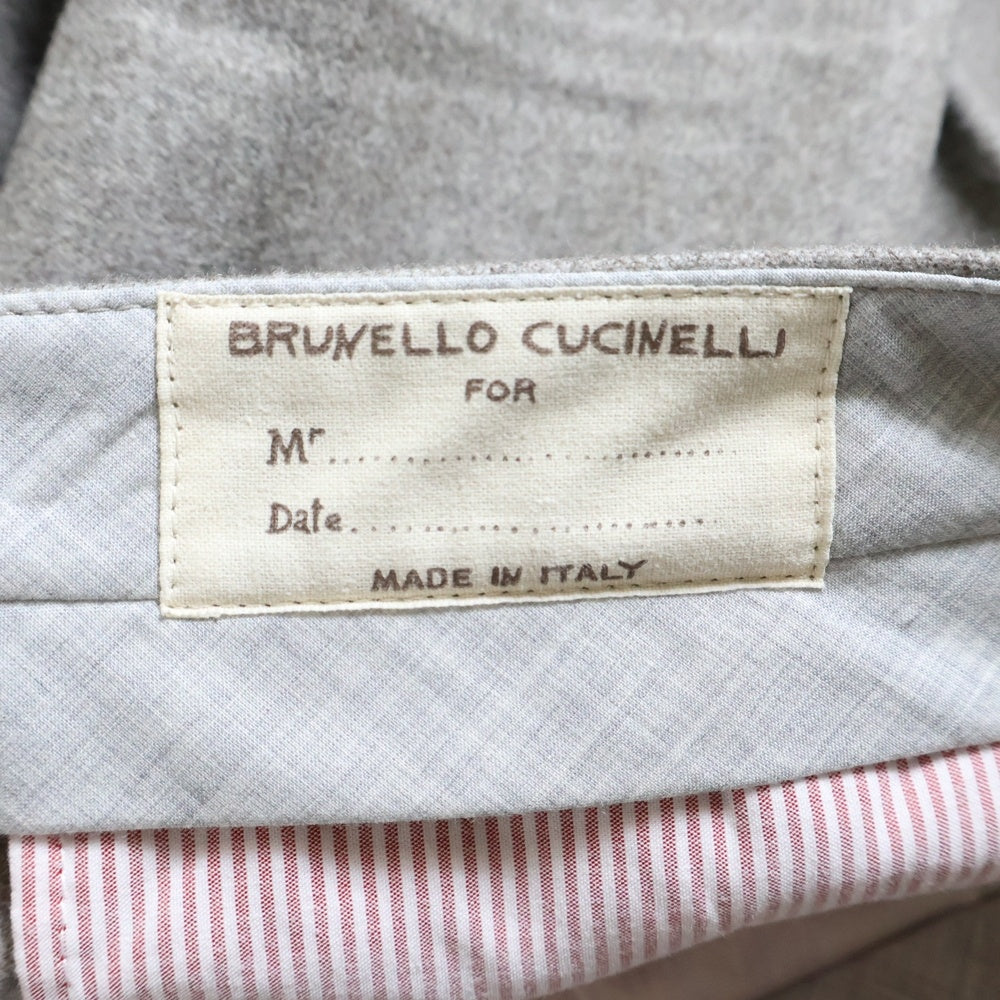 BRUNELLO CUCINELLI
FOR
Mr..............................................
Date..........................................
MADE IN ITALY